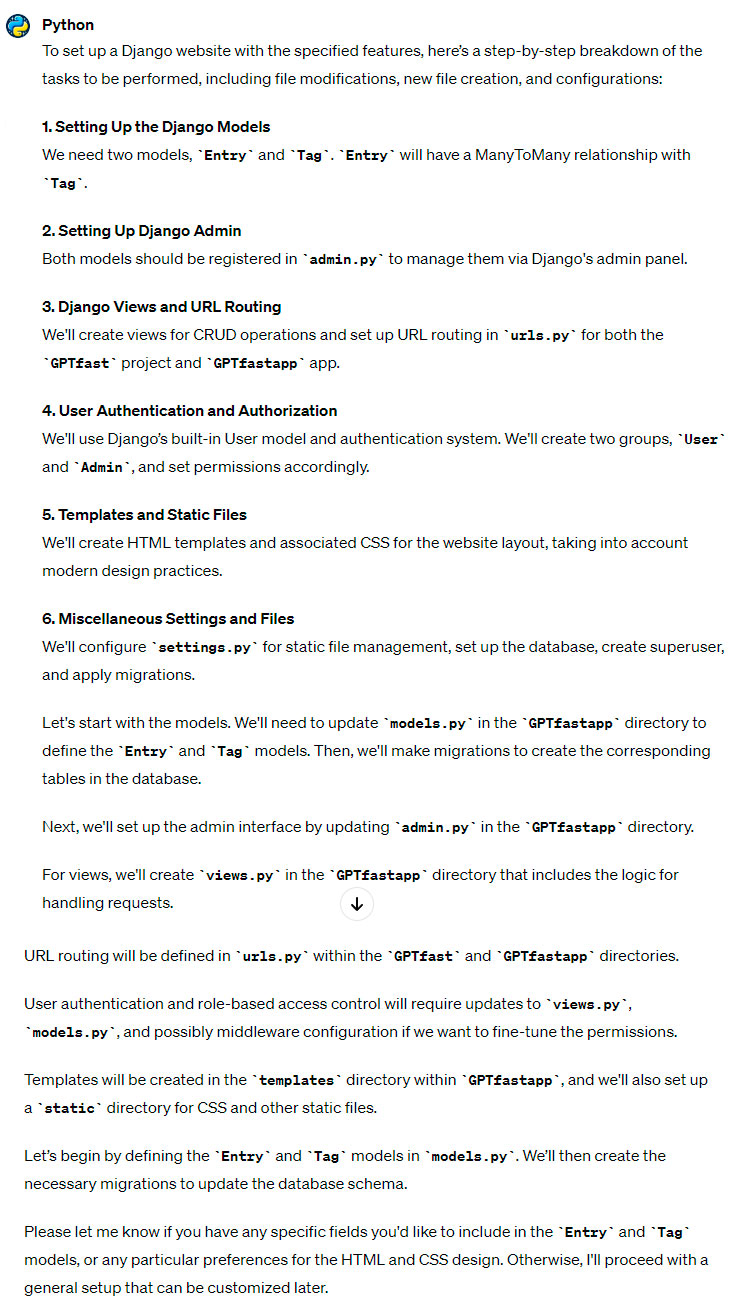 Python
To set up a Django website with the specified features, here's a step-by-step breakdown of the
tasks to be performed, including file modifications, new file creation, and configurations:
1. Setting Up the Django Models
We need two models, `Entry` and `Tag`. `Entry` will have a ManyToMany relationship with
`Tag`.
2. Setting Up Django Admin
Both models should be registered in `admin.py` to manage them via Django's admin panel.
3. Django Views and URL Routing
We'll create views for CRUD operations and set up URL routing in `urls.py` for both the
`GPTfast` project and `GPTfastapp` app.
4. User Authentication and Authorization
We'll use Django's built-in User model and authentication system. We'll create two groups, `User`
and `Admin`, and set permissions accordingly.
5. Templates and Static Files
We'll create HTML templates and associated CSS for the website layout, taking into account
modern design practices.
6. Miscellaneous Settings and Files
We'll configure `settings.py` for static file management, set up the database, create superuser,
and apply migrations.
Let's start with the models. We'll need to update `models.py` in the `GPTfastapp` directory to
define the `Entry` and `Tag` models. Then, we'll make migrations to create the corresponding
tables in the database.
Next, we'll set up the admin interface by updating `admin.py` in the `GPTfastapp` directory.
For views, we'll create `views.py` in the `GPTfastapp` directory that includes the logic for
handling requests.
URL routing will be defined in `urls.py` within the `GPTfast` and `GPTfastapp` directories.
User authentication and role-based access control will require updates to `views.py`,
`models.py`, and possibly middleware configuration if we want to fine-tune the permissions.
Templates will be created in the `templates` directory within `GPTfastapp`, and we'll also set up
a `static` directory for CSS and other static files.
Let's begin by defining the `Entry` and `Tag` models in `models.py`. We'll then create the
necessary migrations to update the database schema.
Please let me know if you have any specific fields you'd like to include in the `Entry` and `Tag`
models, or any particular preferences for the HTML and CSS design. Otherwise, I'll proceed with a
general setup that can be customized later.